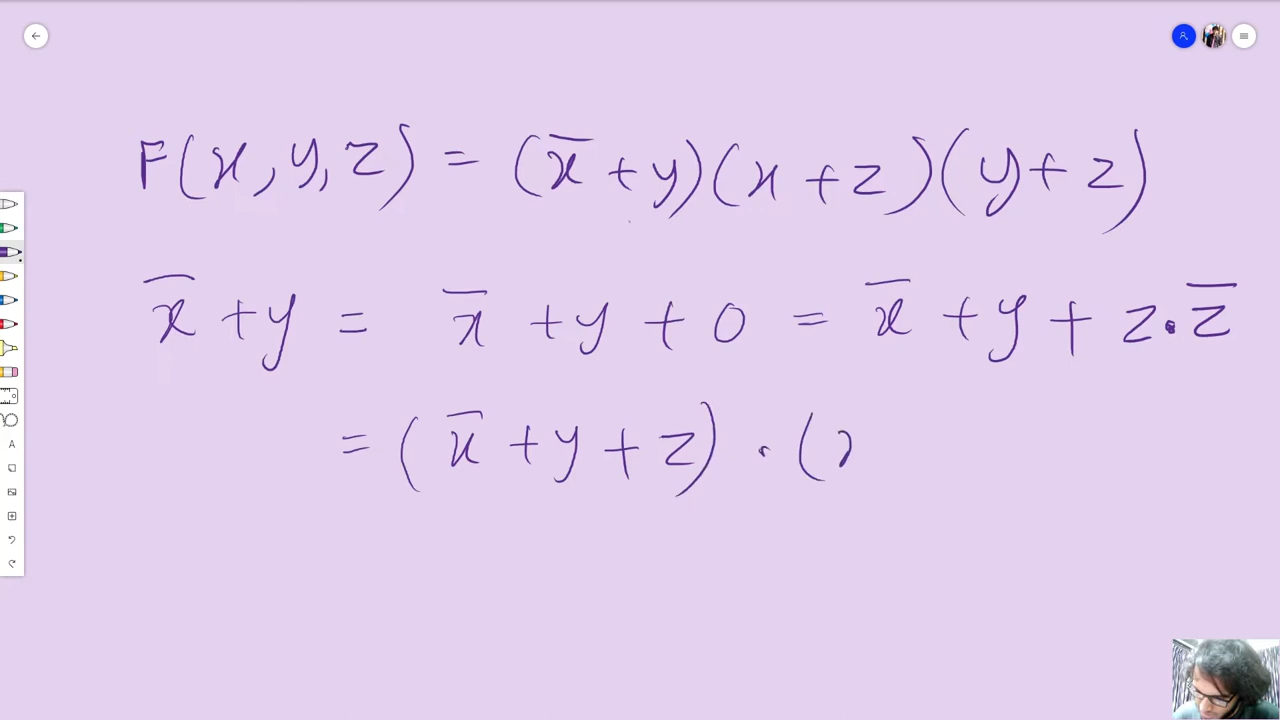 F(x, y, z) = (x̅ + y)(x + z)(y + z)
x̅ + y = x̅ + y + 0 = x̅ + y + z · z̅
= (x̅ + y + z) · (x
A